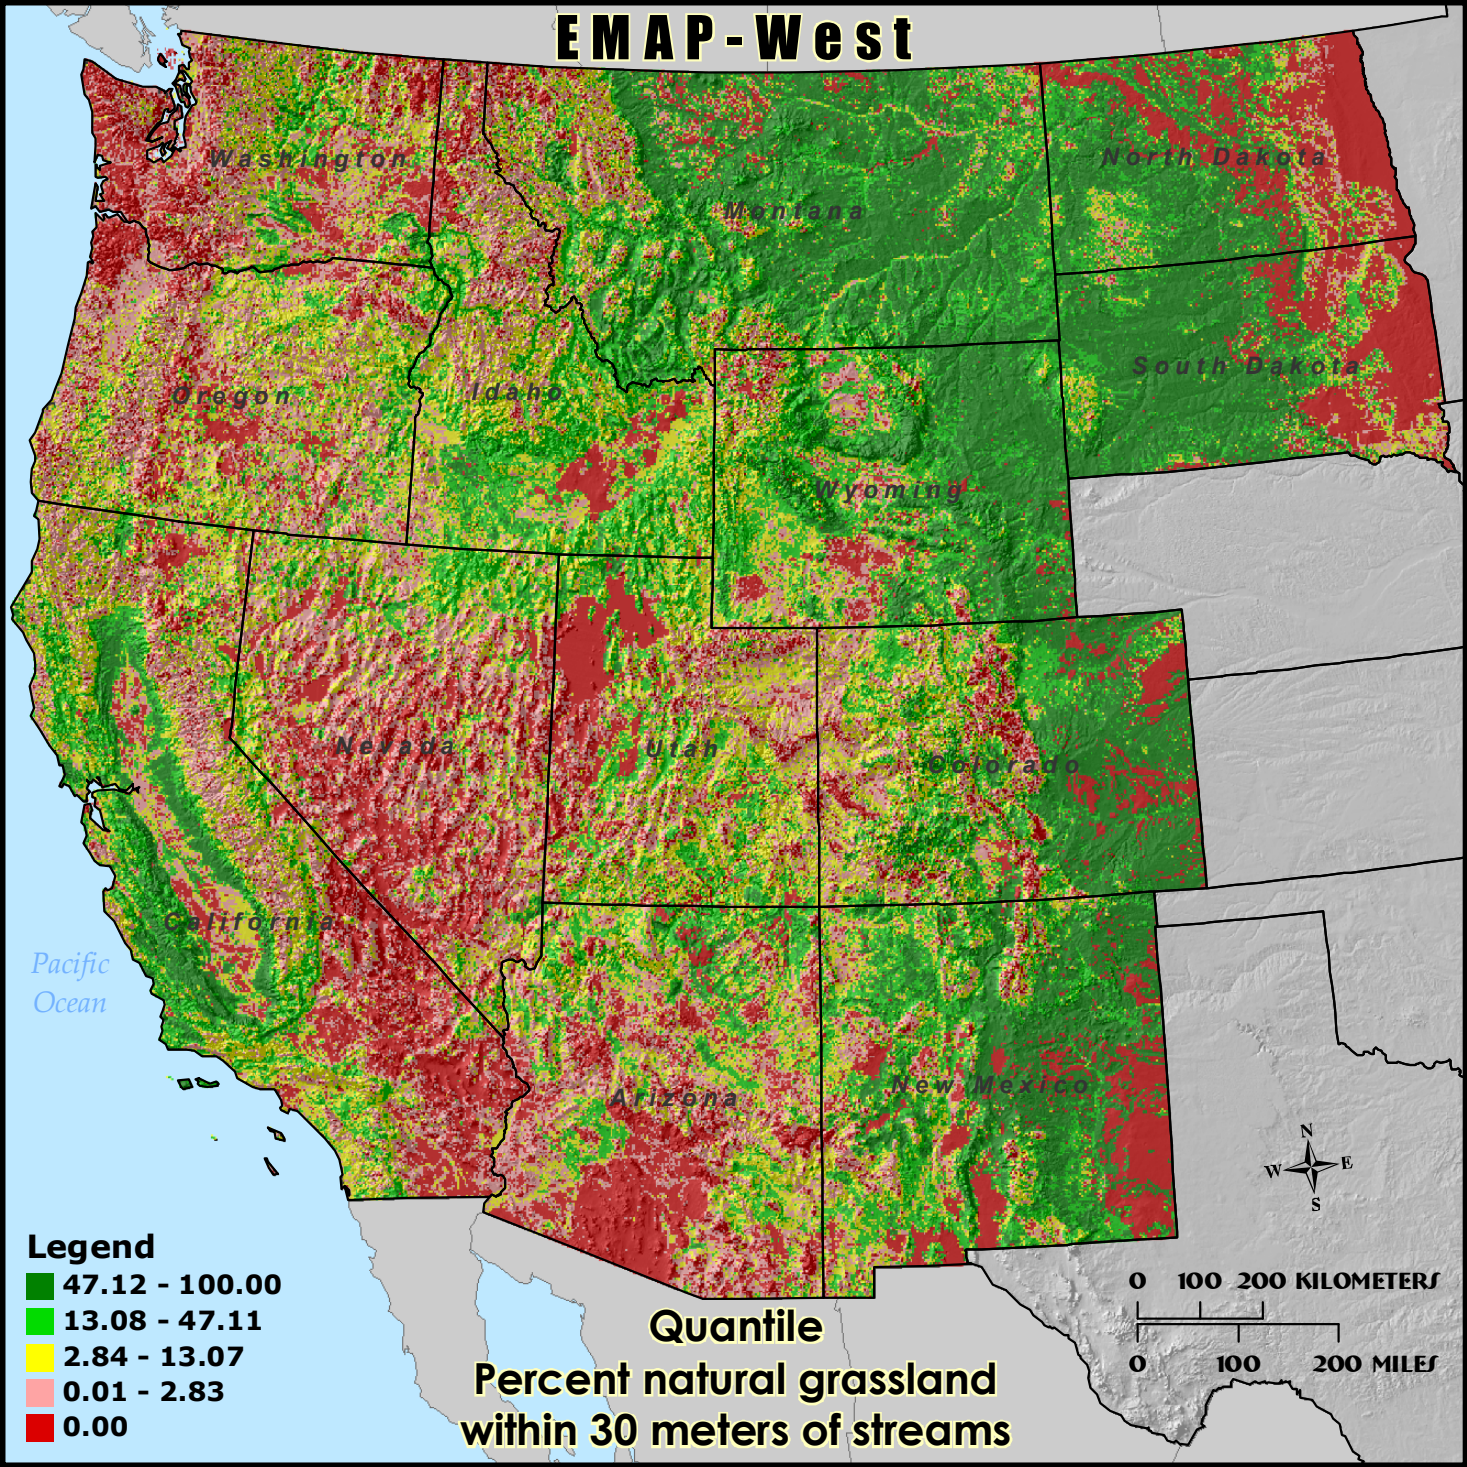 EMAP-West
Washington
Montana
North Dakota
Oregon
Idaho
South Dakota
Wyoming
Nevada
Utah
Colorado
California
Pacific
Ocean
Arizona
New Mexico
N
W E
S
Legend
47.12 - 100.00
13.08 - 47.11
2.84 - 13.07
0.01 - 2.83
0.00
0 100 200 KILOMETERS
0 100 200 MILES
Quantile
Percent natural grassland
within 30 meters of streams